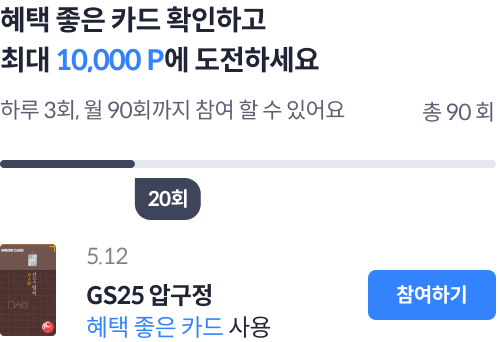 혜택 좋은 카드 확인하고
최대 10,000 P에 도전하세요
하루 3회, 월 90회까지 참여 할 수 있어요
총 90 회
20회
5.12
GS25 압구정
혜택 좋은 카드 사용
참여하기